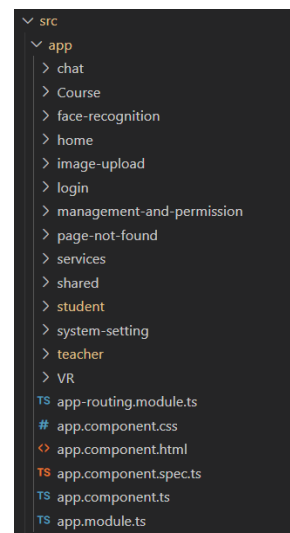 src
app
chat
Course
face-recognition
home
image-upload
login
management-and-permission
page-not-found
services
shared
student
system-setting
teacher
VR
TS app-routing.module.ts
# app.component.css
<> app.component.html
TS app.component.spec.ts
TS app.component.ts
TS app.module.ts